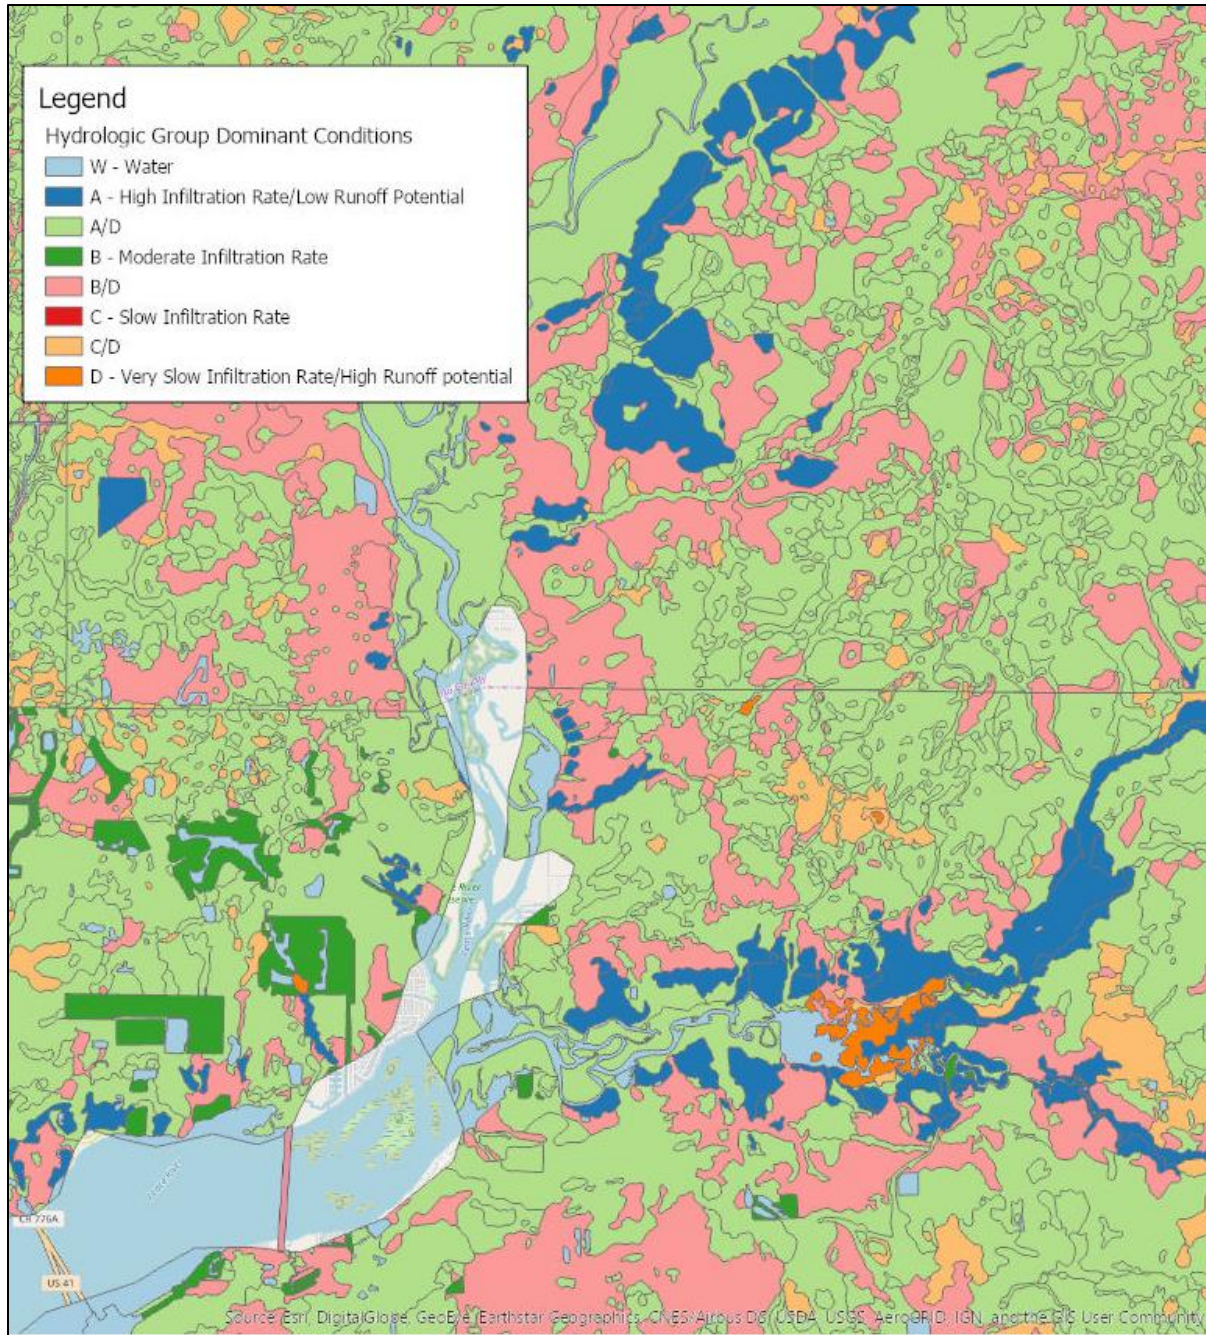 Legend
Hydrologic Group Dominant Conditions
W - Water
A - High Infiltration Rate/Low Runoff Potential
A/D
B - Moderate Infiltration Rate
B/D
C - Slow Infiltration Rate
C/D
D - Very Slow Infiltration Rate/High Runoff potential
CR 776A
US 41
Source: Esri, DigitalGlobe, GeoEye, Earthstar Geographics, CNES/Airbus DS, USDA, USGS, AeroGRID, IGN, and the GIS User Community